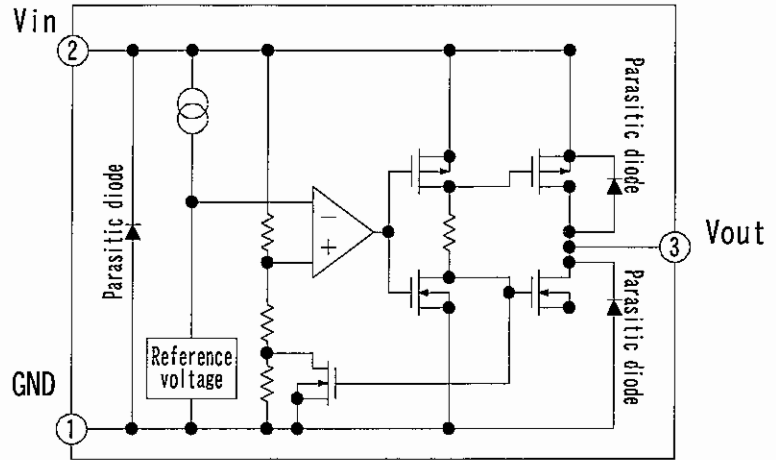 Vin
2
Parasitic diode
Parasitic diode
−
+
3
Vout
Parasitic diode
Reference
voltage
GND
1